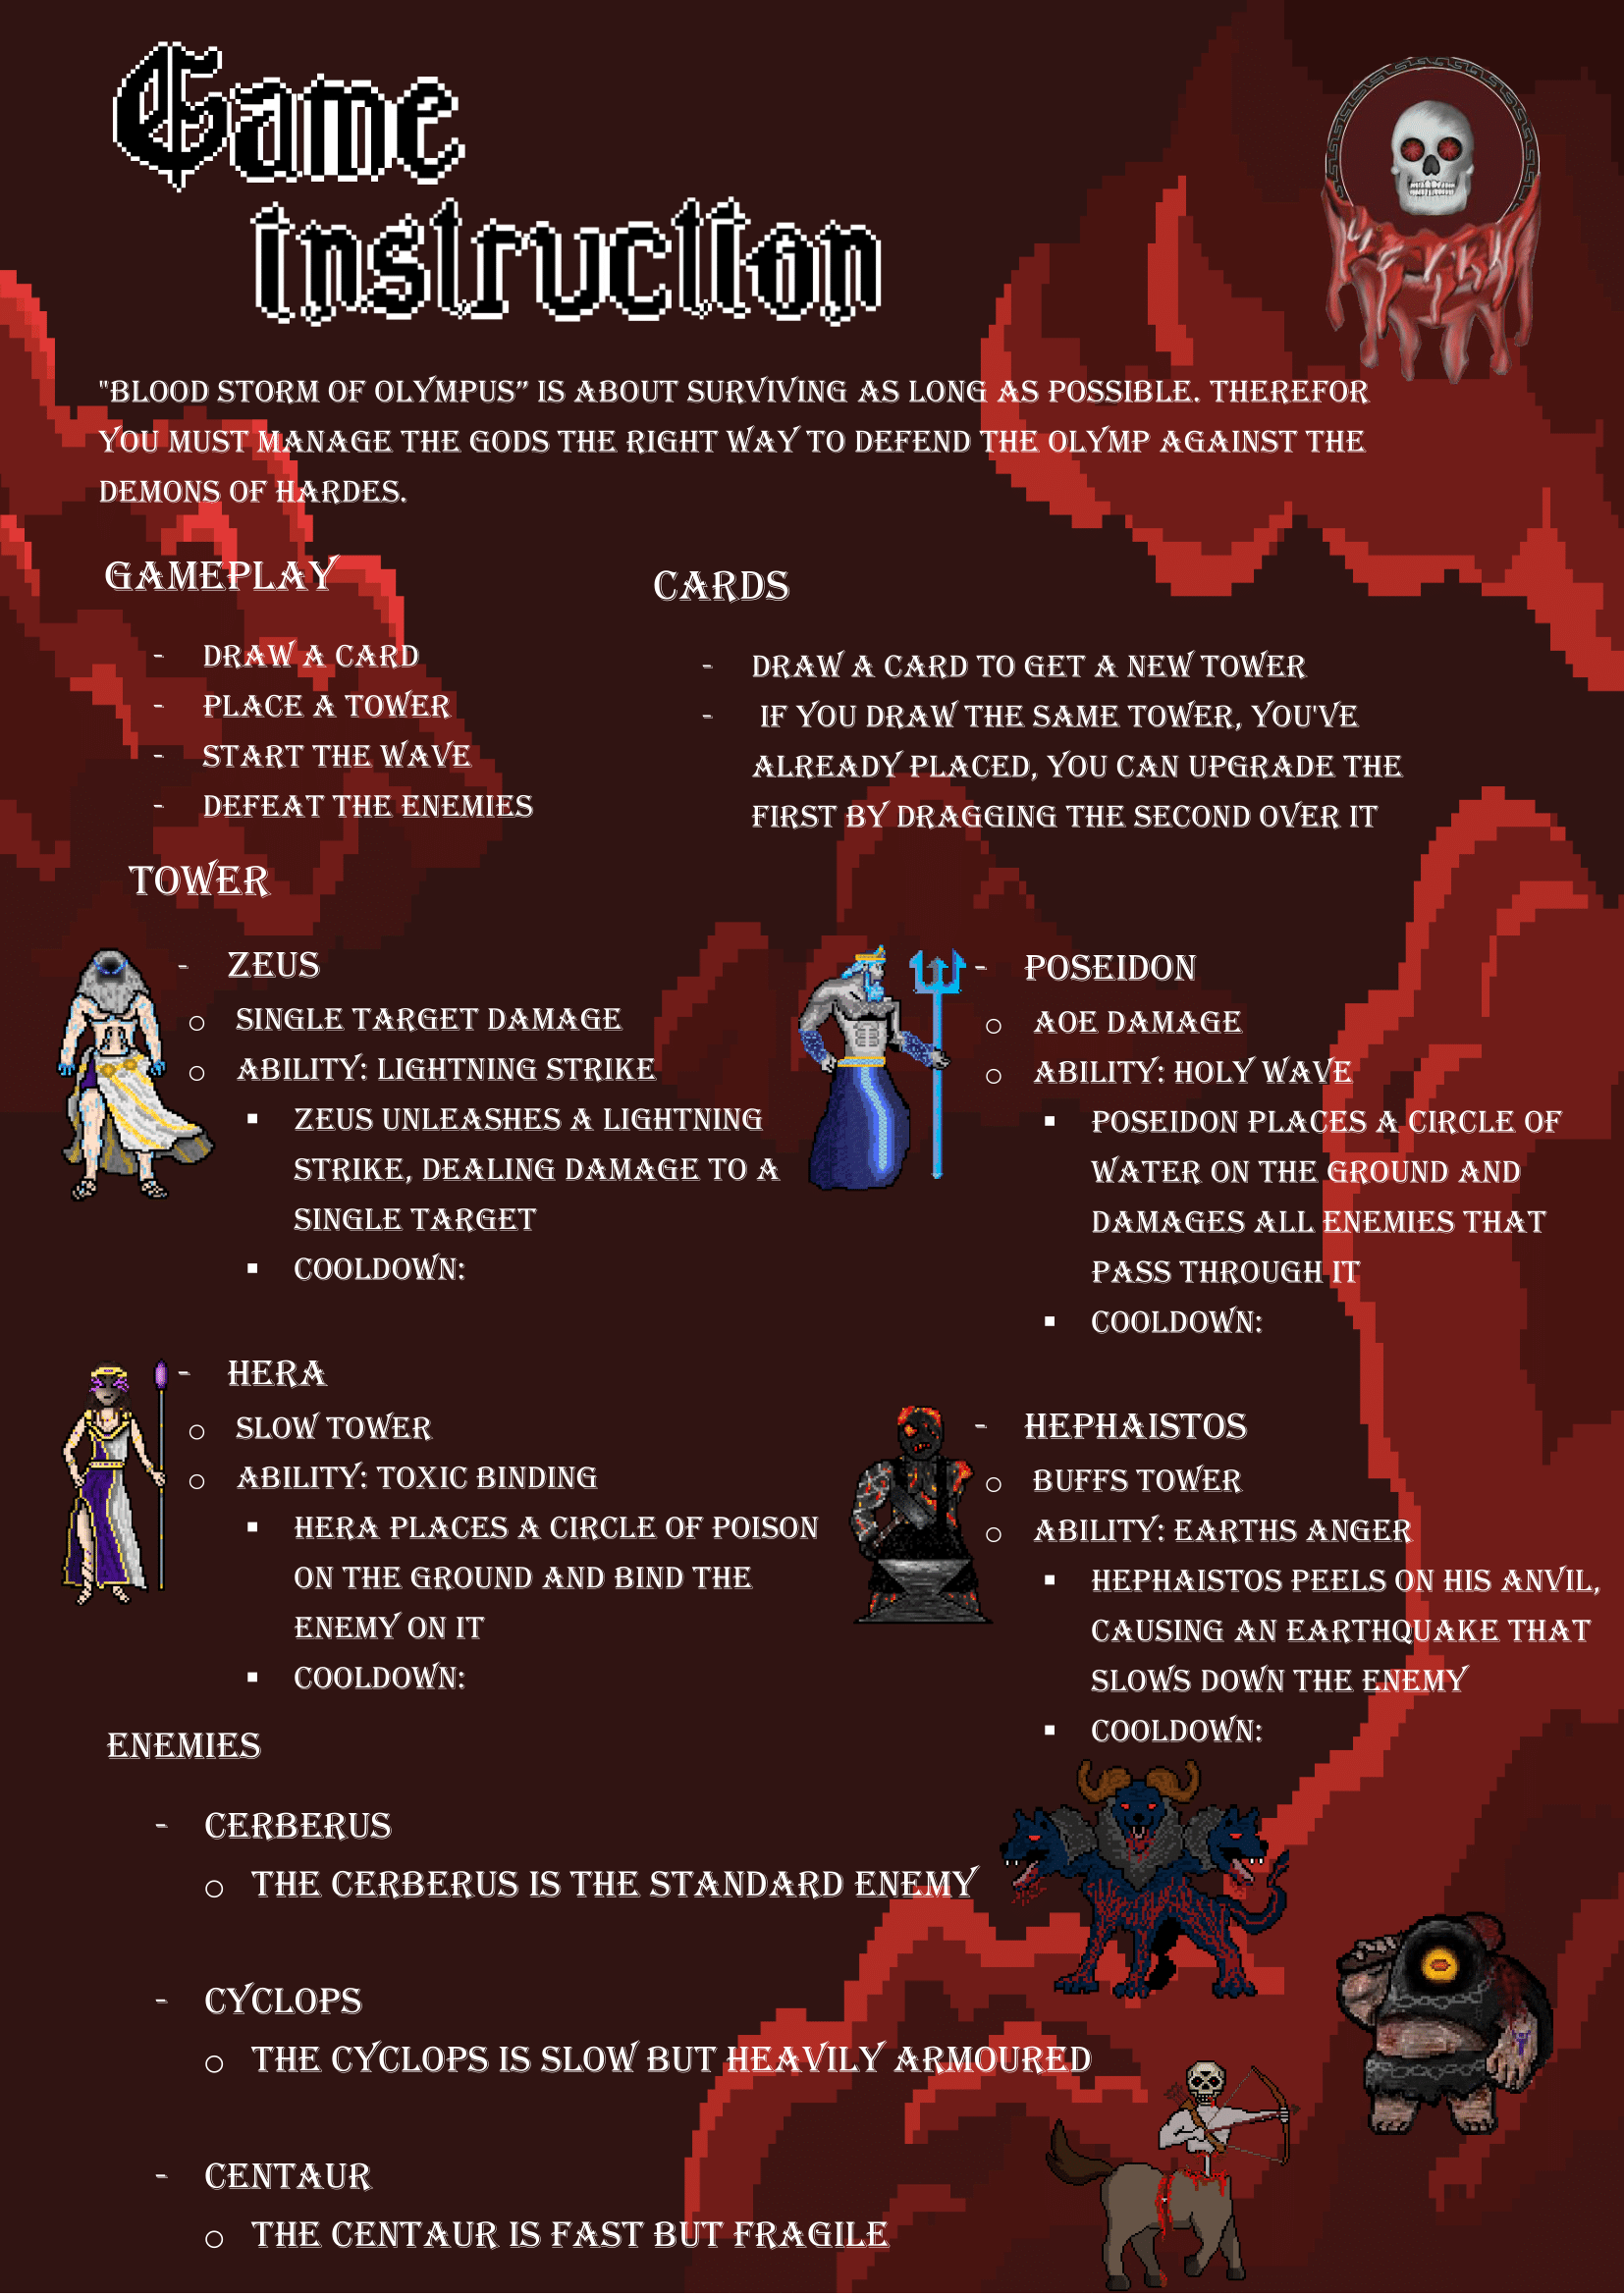 Game
instruction
"BLOOD STORM OF OLYMPUS” IS ABOUT SURVIVING AS LONG AS POSSIBLE. THEREFOR
YOU MUST MANAGE THE GODS THE RIGHT WAY TO DEFEND THE OLYMP AGAINST THE
DEMONS OF HARDES.
GAMEPLAY
- DRAW A CARD
- PLACE A TOWER
- START THE WAVE
- DEFEAT THE ENEMIES
CARDS
- DRAW A CARD TO GET A NEW TOWER
- IF YOU DRAW THE SAME TOWER, YOU'VE
ALREADY PLACED, YOU CAN UPGRADE THE
FIRST BY DRAGGING THE SECOND OVER IT
TOWER
- ZEUS
○ SINGLE TARGET DAMAGE
○ ABILITY: LIGHTNING STRIKE
▪ ZEUS UNLEASHES A LIGHTNING
STRIKE, DEALING DAMAGE TO A
SINGLE TARGET
▪ COOLDOWN:
- POSEIDON
○ AOE DAMAGE
○ ABILITY: HOLY WAVE
▪ POSEIDON PLACES A CIRCLE OF
WATER ON THE GROUND AND
DAMAGES ALL ENEMIES THAT
PASS THROUGH IT
▪ COOLDOWN:
- HERA
○ SLOW TOWER
○ ABILITY: TOXIC BINDING
▪ HERA PLACES A CIRCLE OF POISON
ON THE GROUND AND BIND THE
ENEMY ON IT
▪ COOLDOWN:
- HEPHAISTOS
○ BUFFS TOWER
○ ABILITY: EARTHS ANGER
▪ HEPHAISTOS PEELS ON HIS ANVIL,
CAUSING AN EARTHQUAKE THAT
SLOWS DOWN THE ENEMY
▪ COOLDOWN:
ENEMIES
- CERBERUS
○ THE CERBERUS IS THE STANDARD ENEMY
- CYCLOPS
○ THE CYCLOPS IS SLOW BUT HEAVILY ARMOURED
- CENTAUR
○ THE CENTAUR IS FAST BUT FRAGILE